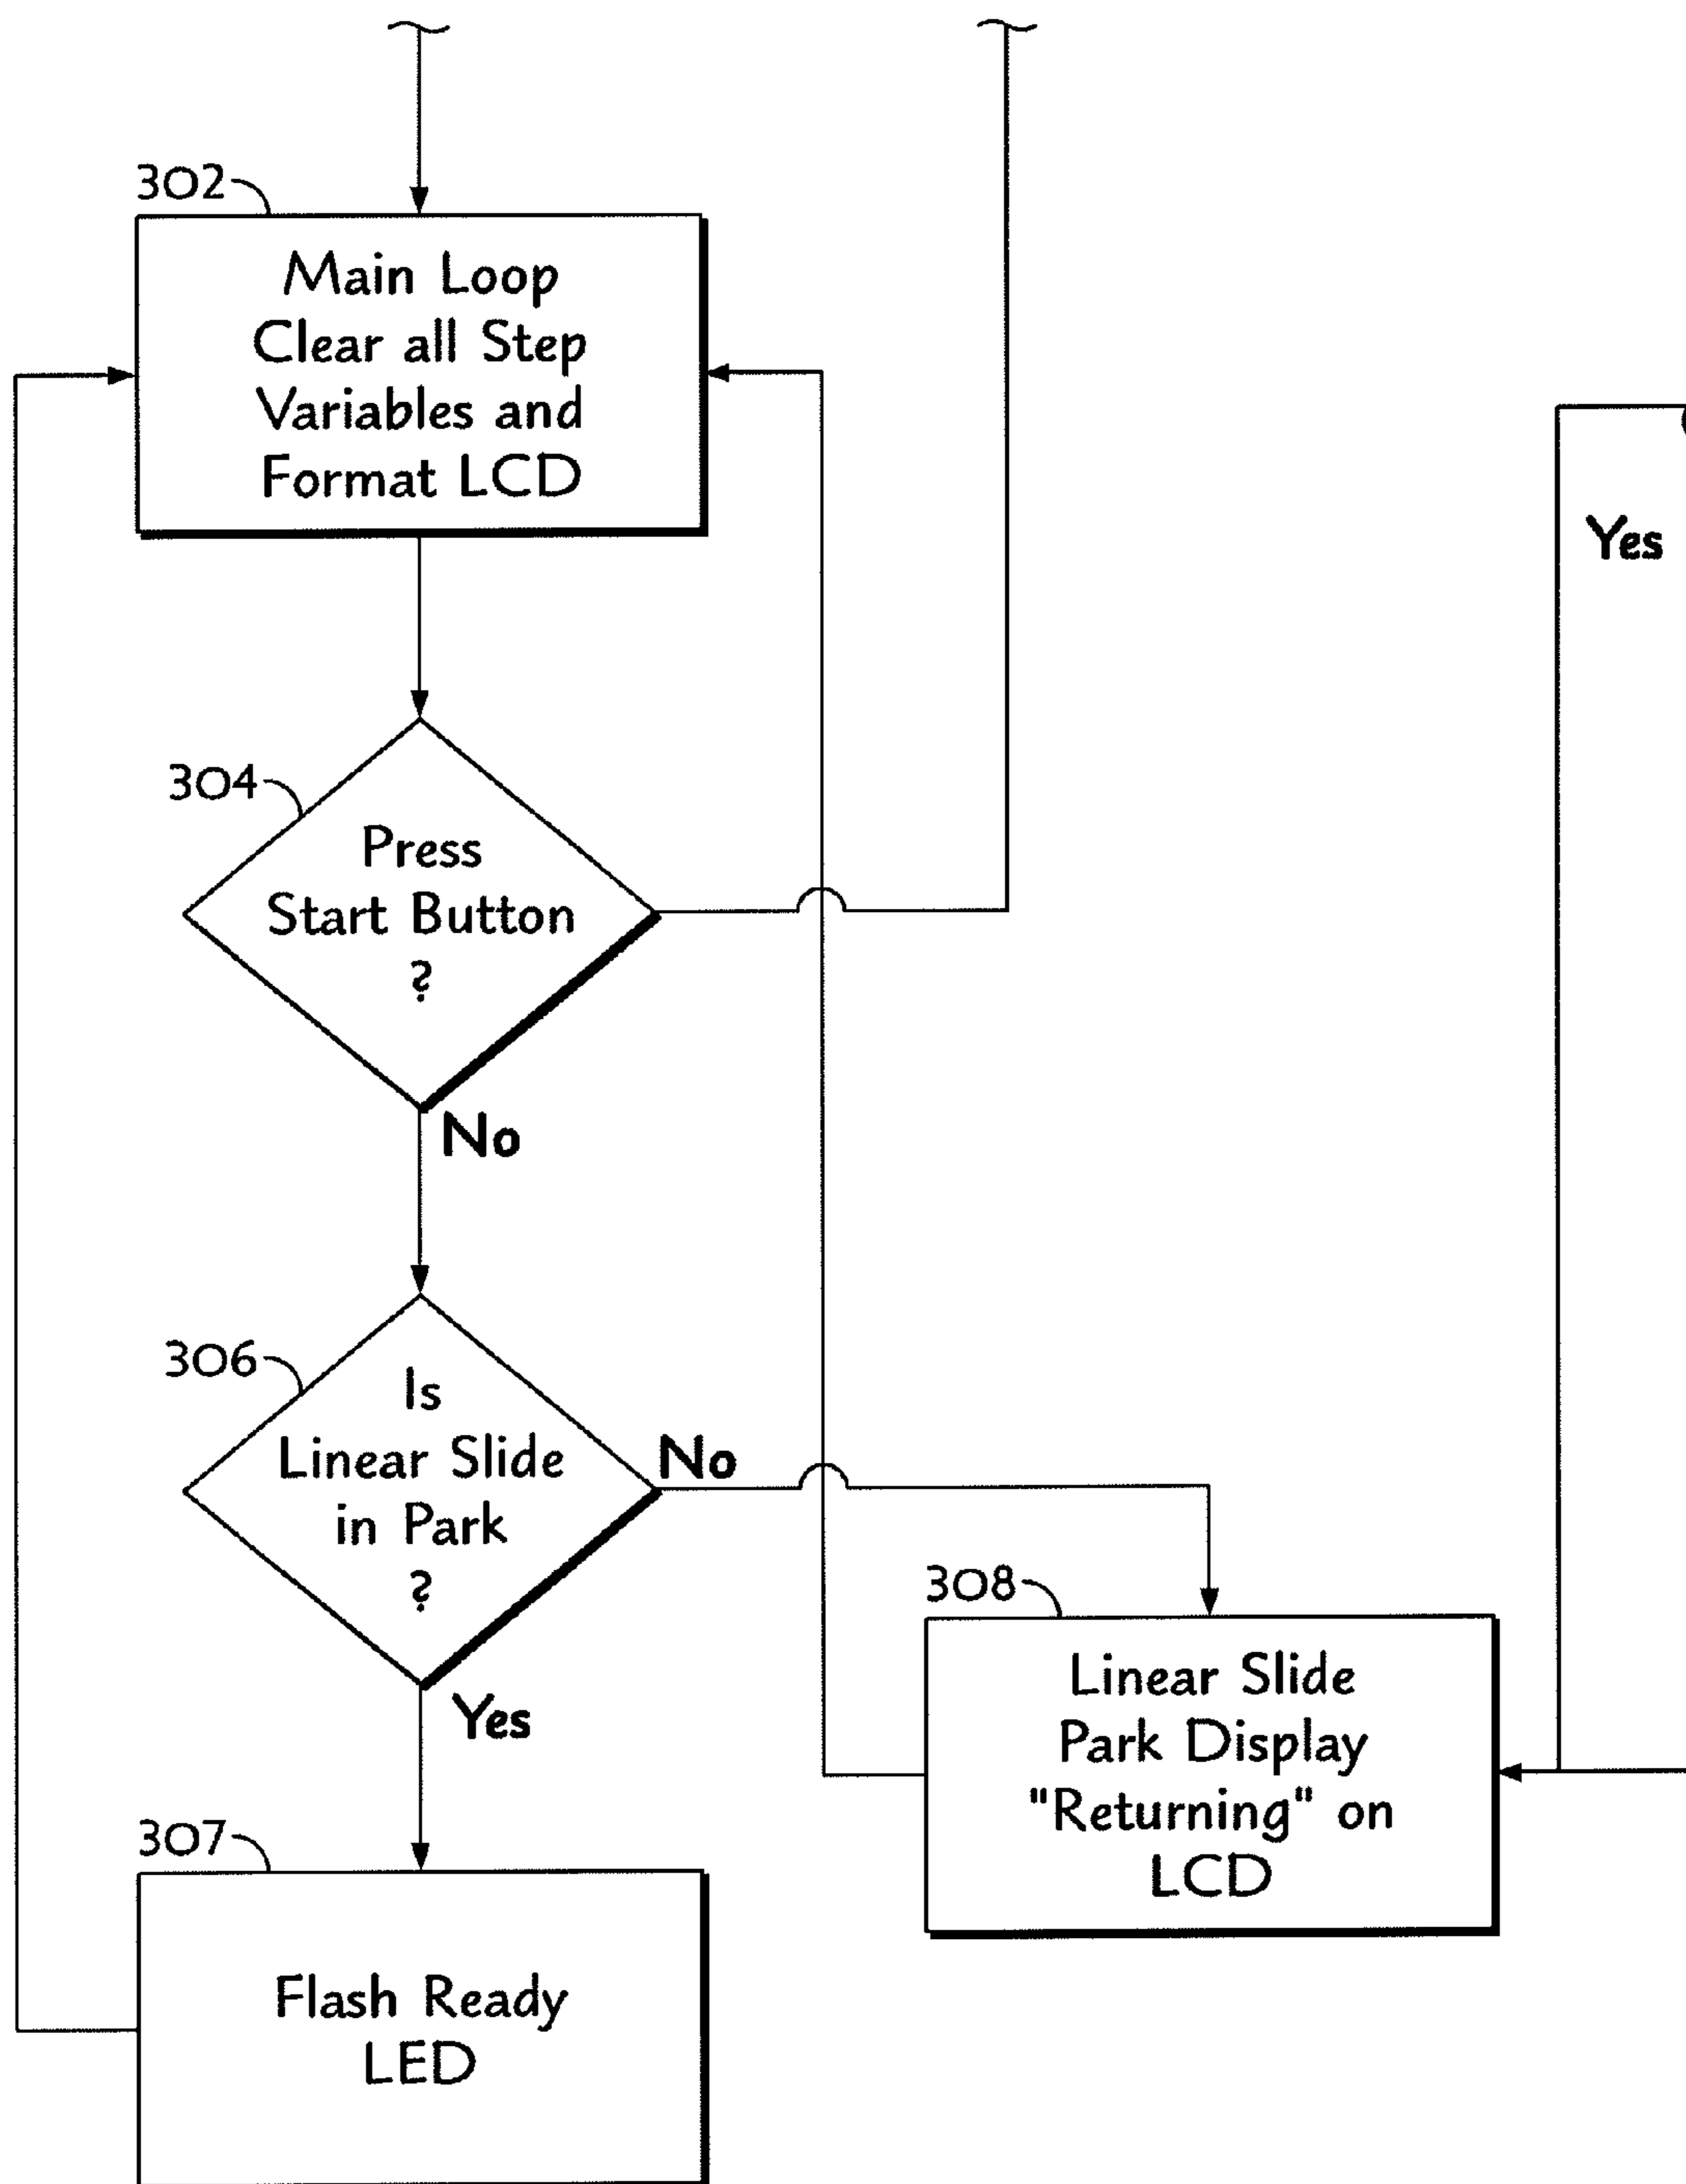 302
Main Loop
Clear all Step
Variables and
Format LCD
Yes
304
Press
Start Button
?
No
306
Is
Linear Slide
in Park
?
No
Yes
308
Linear Slide
Park Display
"Returning" on
LCD
307
Flash Ready
LED